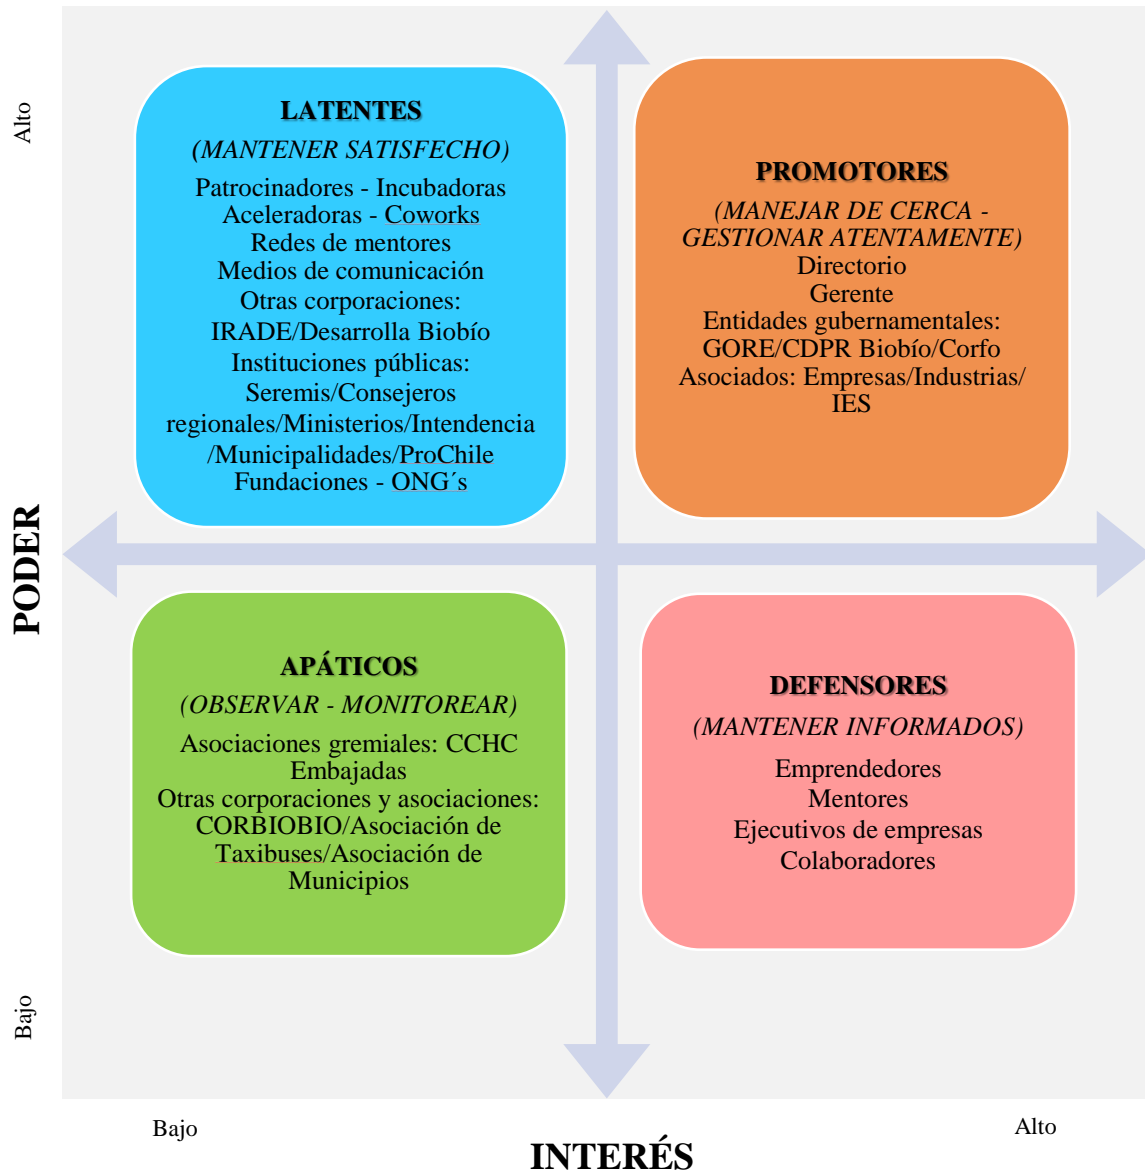 Alto
LATENTES
(MANTENER SATISFECHO)
Patrocinadores - Incubadoras
Aceleradoras - Coworks
Redes de mentores
Medios de comunicación
Otras corporaciones:
IRADE/Desarrolla Biobío
Instituciones públicas:
Seremis/Consejeros
regionales/Ministerios/Intendencia
/Municipalidades/ProChile
Fundaciones - ONG´s
PROMOTORES
(MANEJAR DE CERCA -
GESTIONAR ATENTAMENTE)
Directorio
Gerente
Entidades gubernamentales:
GORE/CDPR Biobío/Corfo
Asociados: Empresas/Industrias/
IES
PODER
APÁTICOS
(OBSERVAR - MONITOREAR)
Asociaciones gremiales: CCHC
Embajadas
Otras corporaciones y asociaciones:
CORBIOBIO/Asociación de
Taxibuses/Asociación de
Municipios
DEFENSORES
(MANTENER INFORMADOS)
Emprendedores
Mentores
Ejecutivos de empresas
Colaboradores
Bajo
Bajo
Alto
INTERÉS